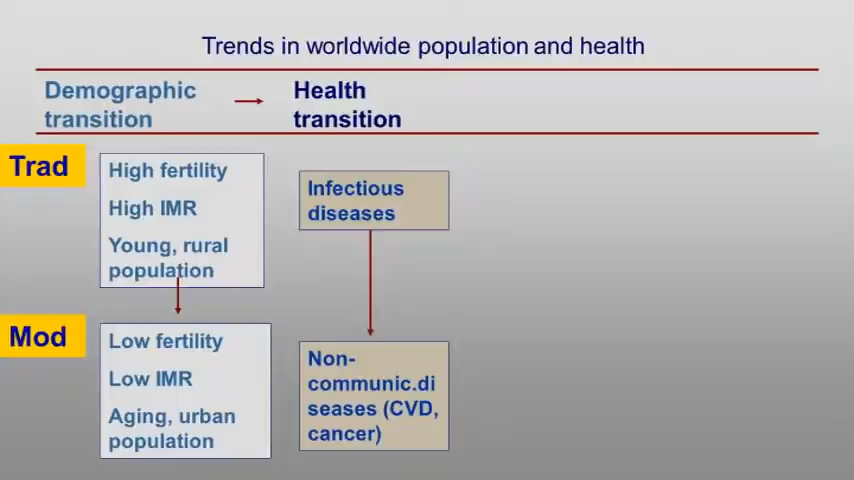 Trends in worldwide population and health
Demographic
transition
Health
transition
Trad
High fertility
High IMR
Young, rural
population
Infectious
diseases
Mod
Low fertility
Low IMR
Aging, urban
population
Non-
communic.di
seases (CVD,
cancer)